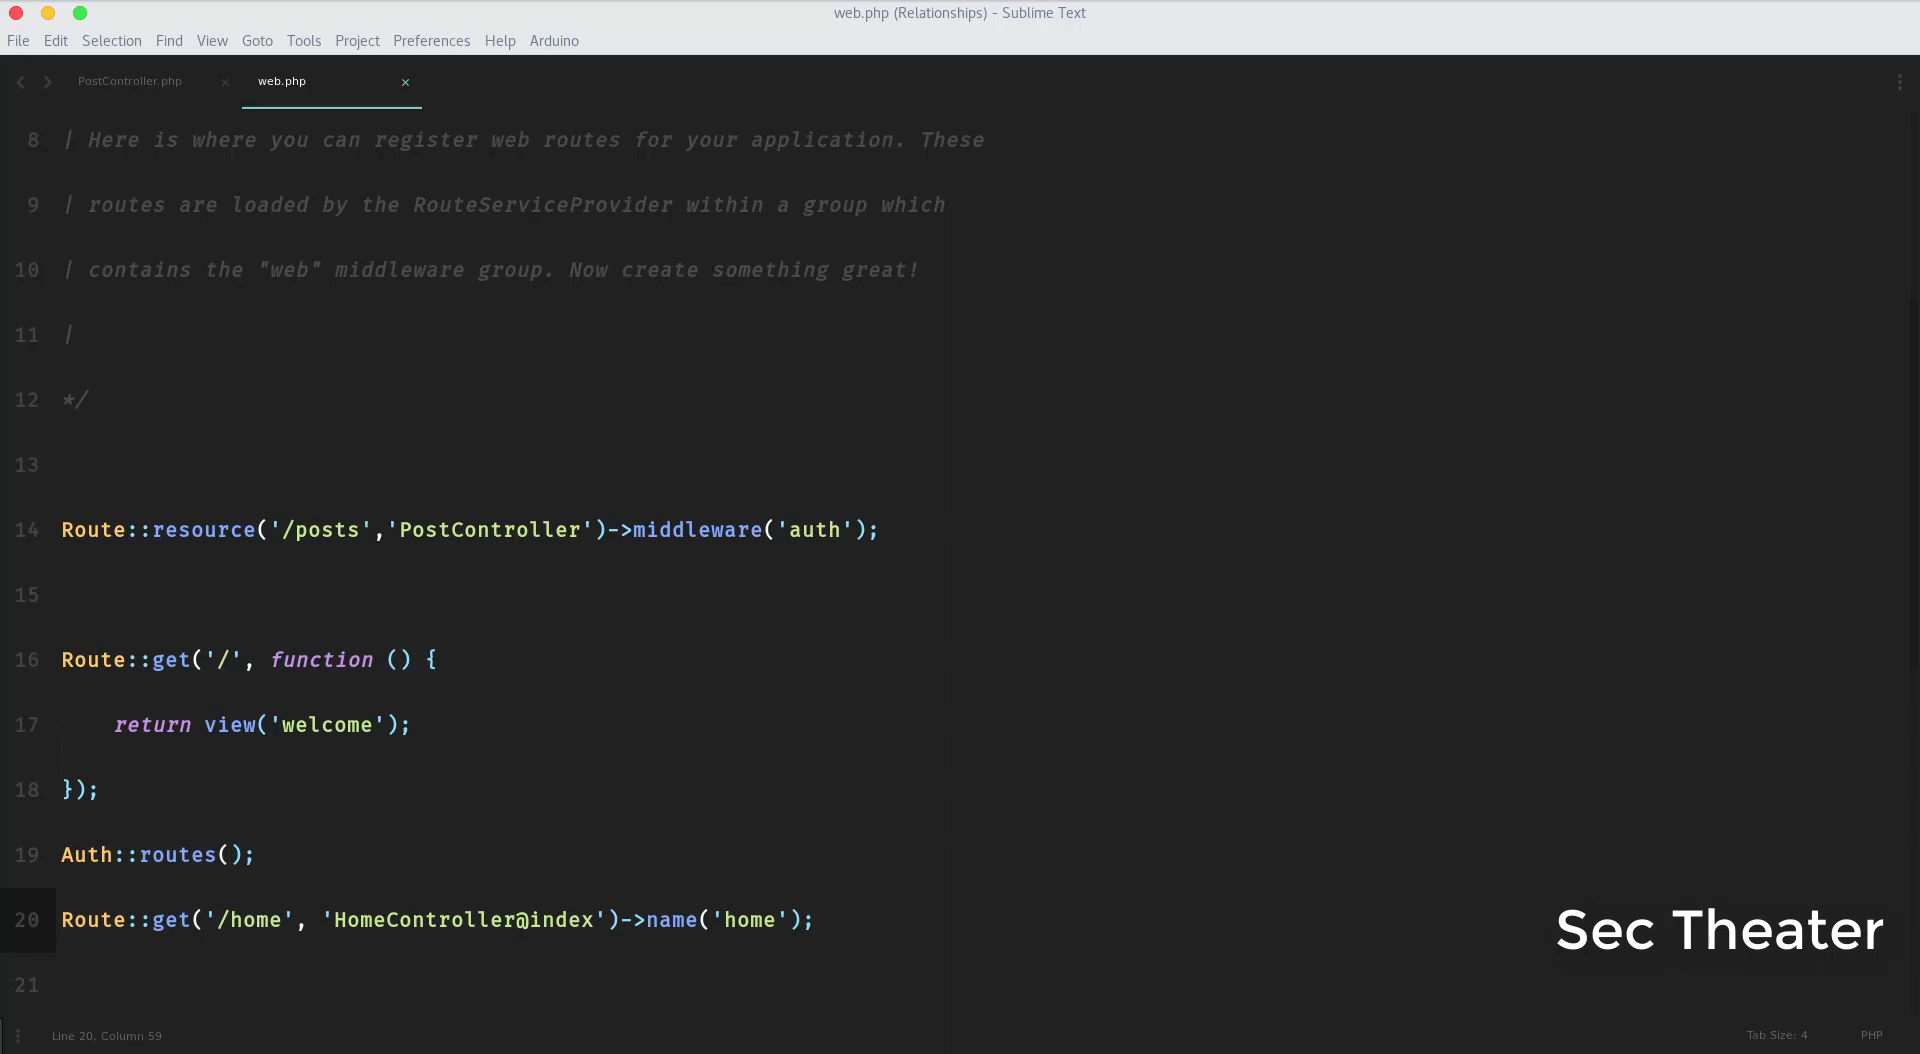 web.php (Relationships) - Sublime Text
File Edit Selection Find View Goto Tools Project Preferences Help Arduino
PostController.php × web.php ×
8 | Here is where you can register web routes for your application. These
9 | routes are loaded by the RouteServiceProvider within a group which
10 | contains the "web" middleware group. Now create something great!
11 |
12 */
13
14 Route::resource('/posts','PostController')->middleware('auth');
15
16 Route::get('/', function () {
17     return view('welcome');
18 });
19 Auth::routes();
20 Route::get('/home', 'HomeController@index')->name('home');
21
Sec Theater
Line 20, Column 59 Tab Size: 4 PHP